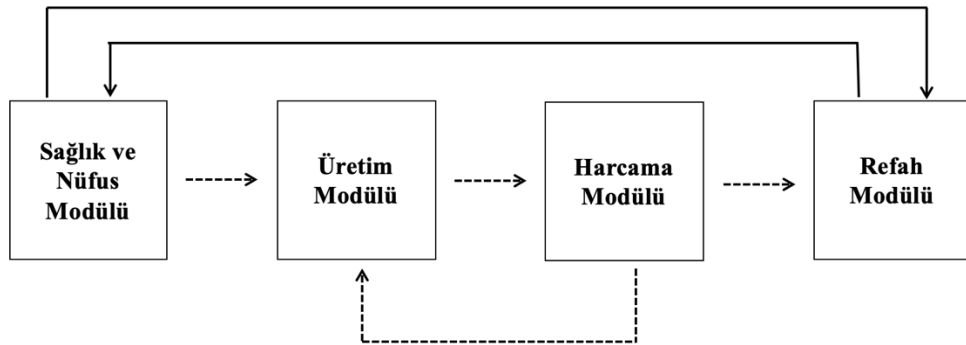 Sağlık ve
Nüfus
Modülü
Üretim
Modülü
Harcama
Modülü
Refah
Modülü